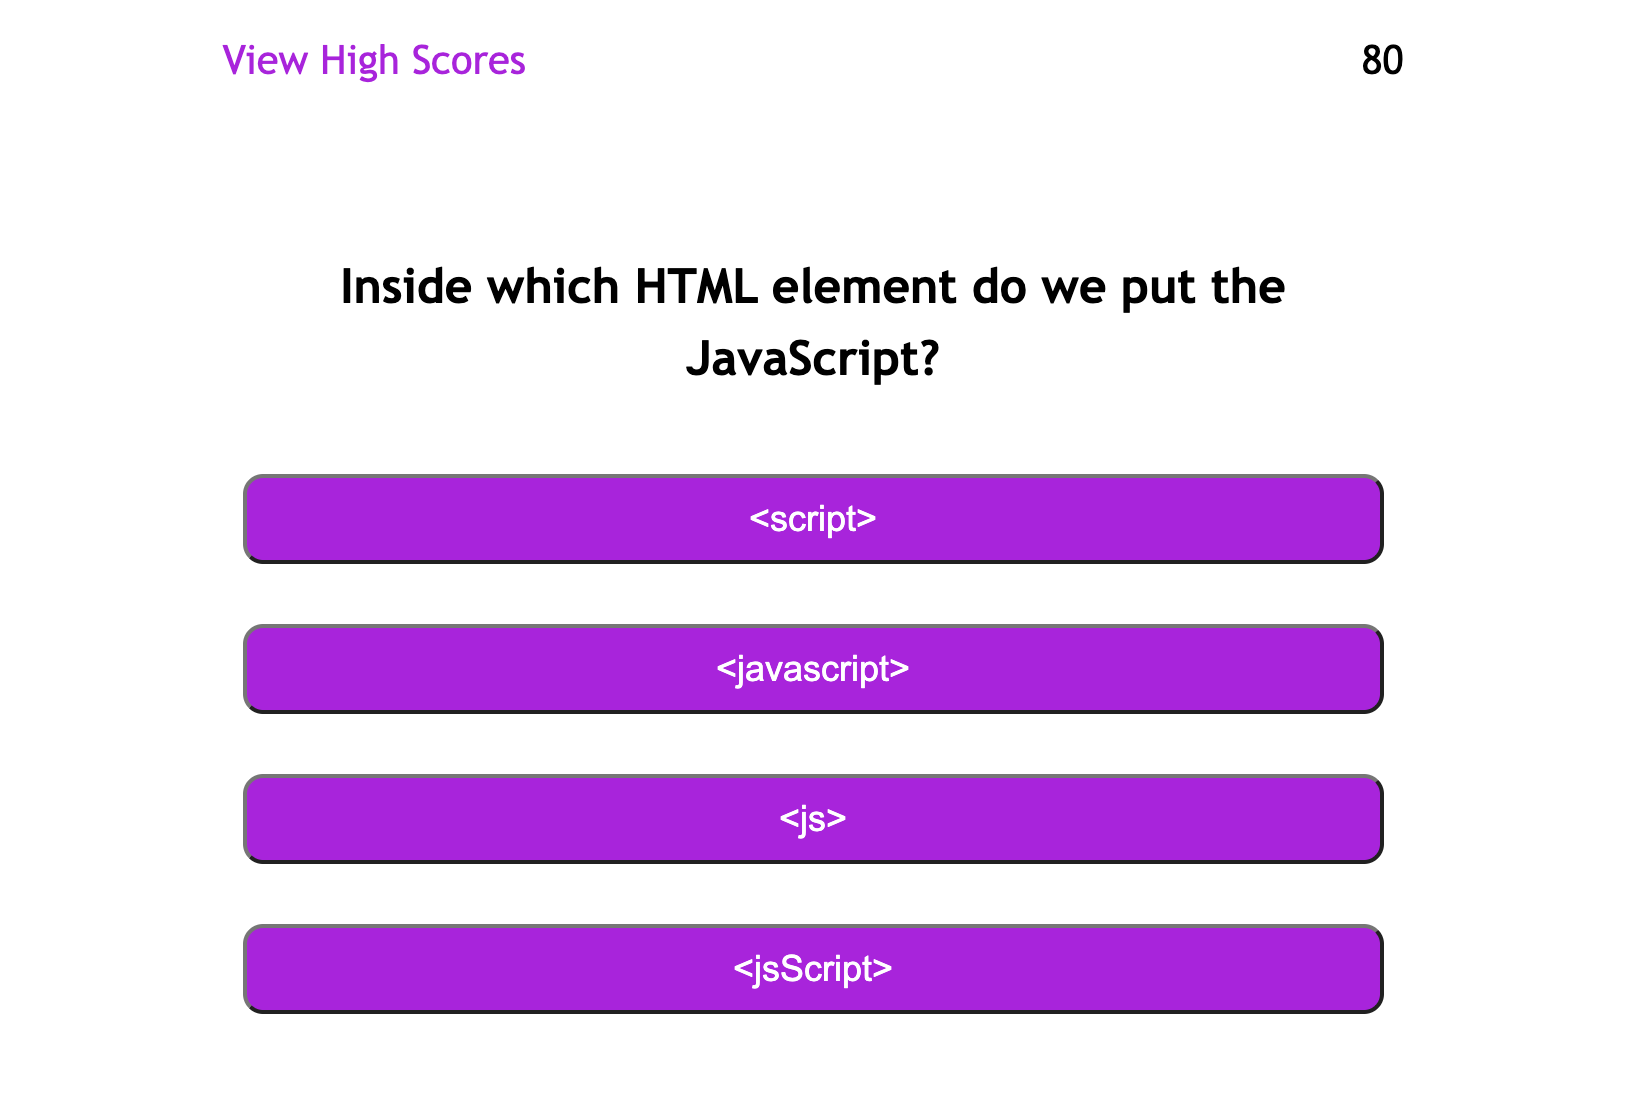 View High Scores
80
Inside which HTML element do we put the
JavaScript?
<script>
<javascript>
<js>
<jsScript>